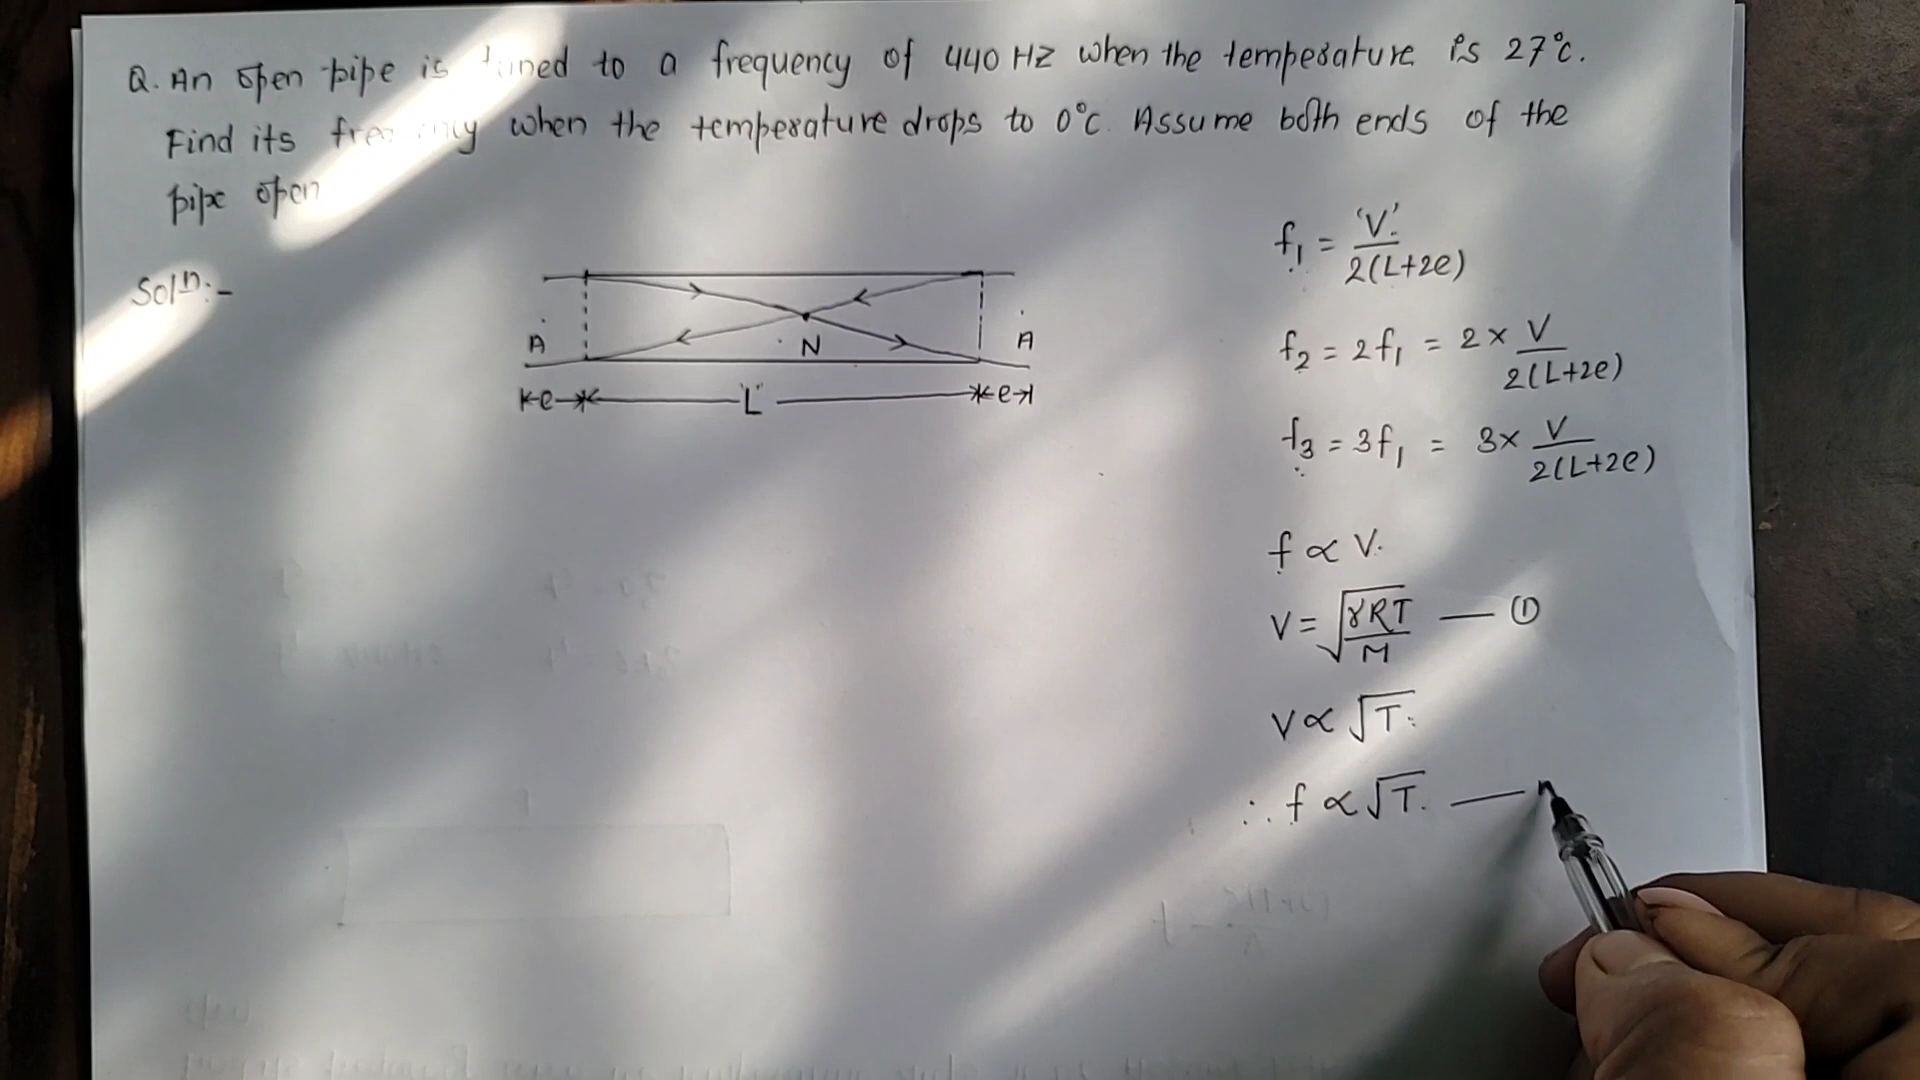 Q. An open pipe is tuned to a frequency of 440 Hz when the temperature is 27°c.
Find its frequency when the temperature drops to 0°c. Assume both ends of the
pipe open
Solⁿ:-
A N A
e L e
f₁ = 'V' / 2(L+2e)
f₂ = 2f₁ = 2 × V / 2(L+2e)
f₃ = 3f₁ = 3× V / 2(L+2e)
f ∝ V.
V = √(γRT / M) — ①
V ∝ √T.
∴ f ∝ √T. —